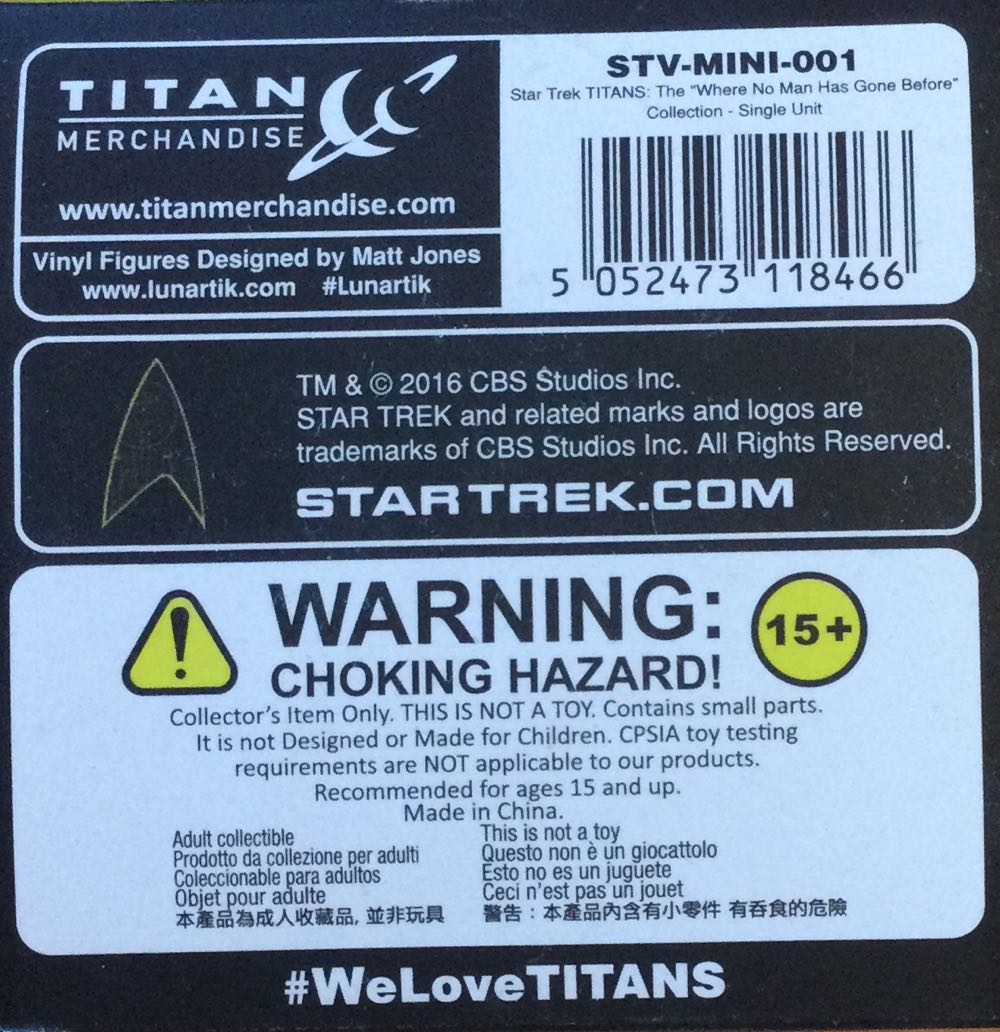 TITAN
MERCHANDISE
www.titanmerchandise.com
Vinyl Figures Designed by Matt Jones
www.lunartik.com #Lunartik
STV-MINI-001
Star Trek TITANS: The "Where No Man Has Gone Before"
Collection - Single Unit
5 052473 118466
TM & © 2016 CBS Studios Inc.
STAR TREK and related marks and logos are
trademarks of CBS Studios Inc. All Rights Reserved.
STARTREK.COM
WARNING:
CHOKING HAZARD!
15+
Collector's Item Only. THIS IS NOT A TOY. Contains small parts.
It is not Designed or Made for Children. CPSIA toy testing
requirements are NOT applicable to our products.
Recommended for ages 15 and up.
Made in China.
Adult collectible
Prodotto da collezione per adulti
Coleccionable para adultos
Objet pour adulte
本產品為成人收藏品, 並非玩具
This is not a toy
Questo non è un giocattolo
Esto no es un juguete
Ceci n'est pas un jouet
警告：本產品內含有小零件 有吞食的危險
#WeLoveTITANS